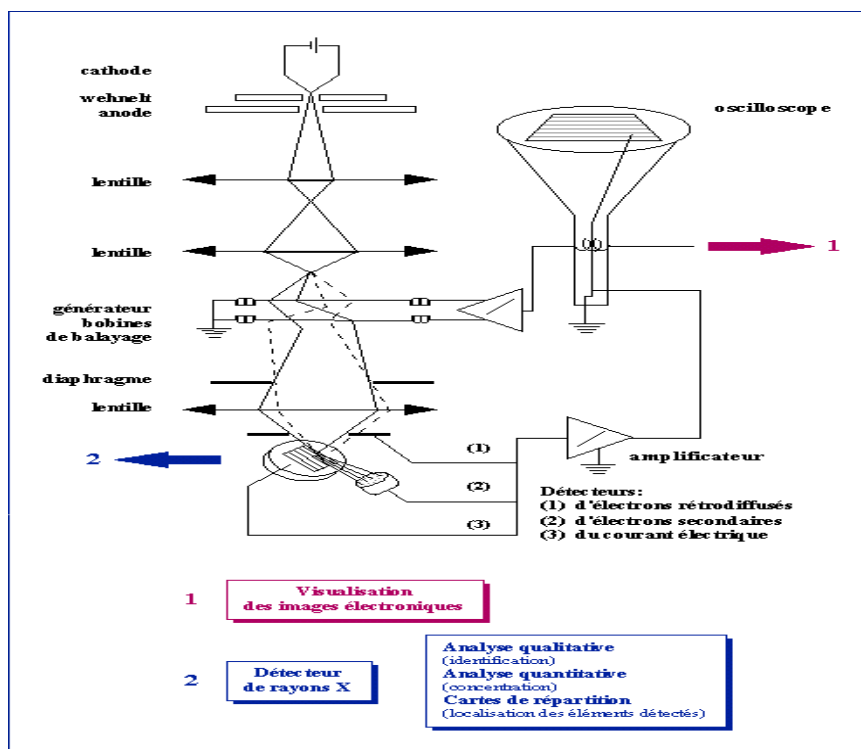 cathode
wehnelt
anode
oscilloscope
lentille
lentille
1
générateur
bobines
de balayage
diaphragme
lentille
2
(1)
(2)
(3)
amplificateur
Détecteurs:
(1) d'électrons rétrodiffusés
(2) d'électrons secondaires
(3) du courant électrique
1
Visualisation
des images électroniques
2
Détecteur
de rayons X
Analyse qualitative
(identification)
Analyse quantitative
(concentration)
Cartes de répartition
(localisation des éléments détectés)